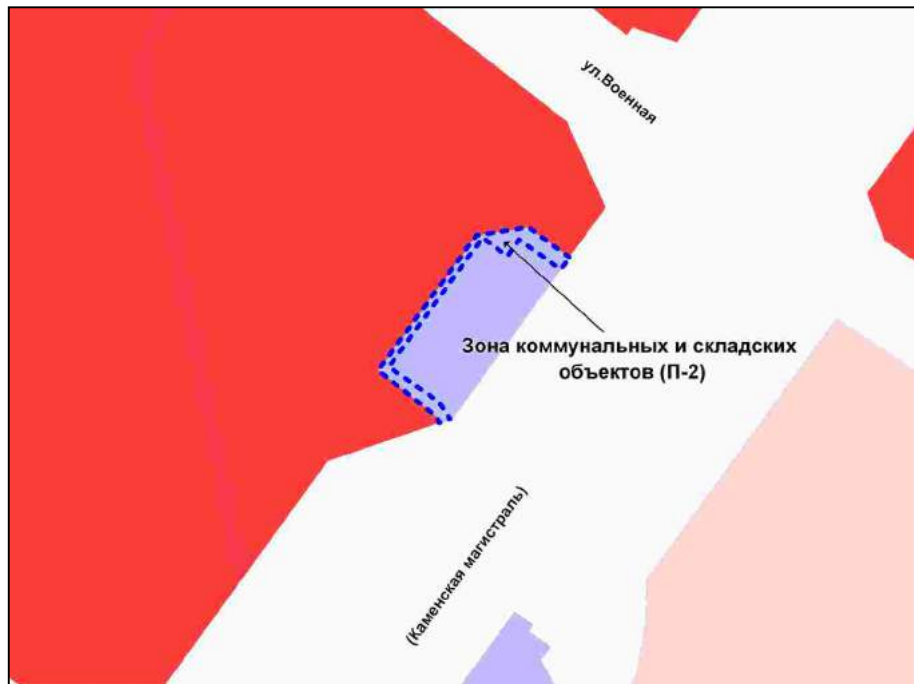 ул.Военная
Зона коммунальных и складских
объектов (П-2)
(Каменская магистраль)